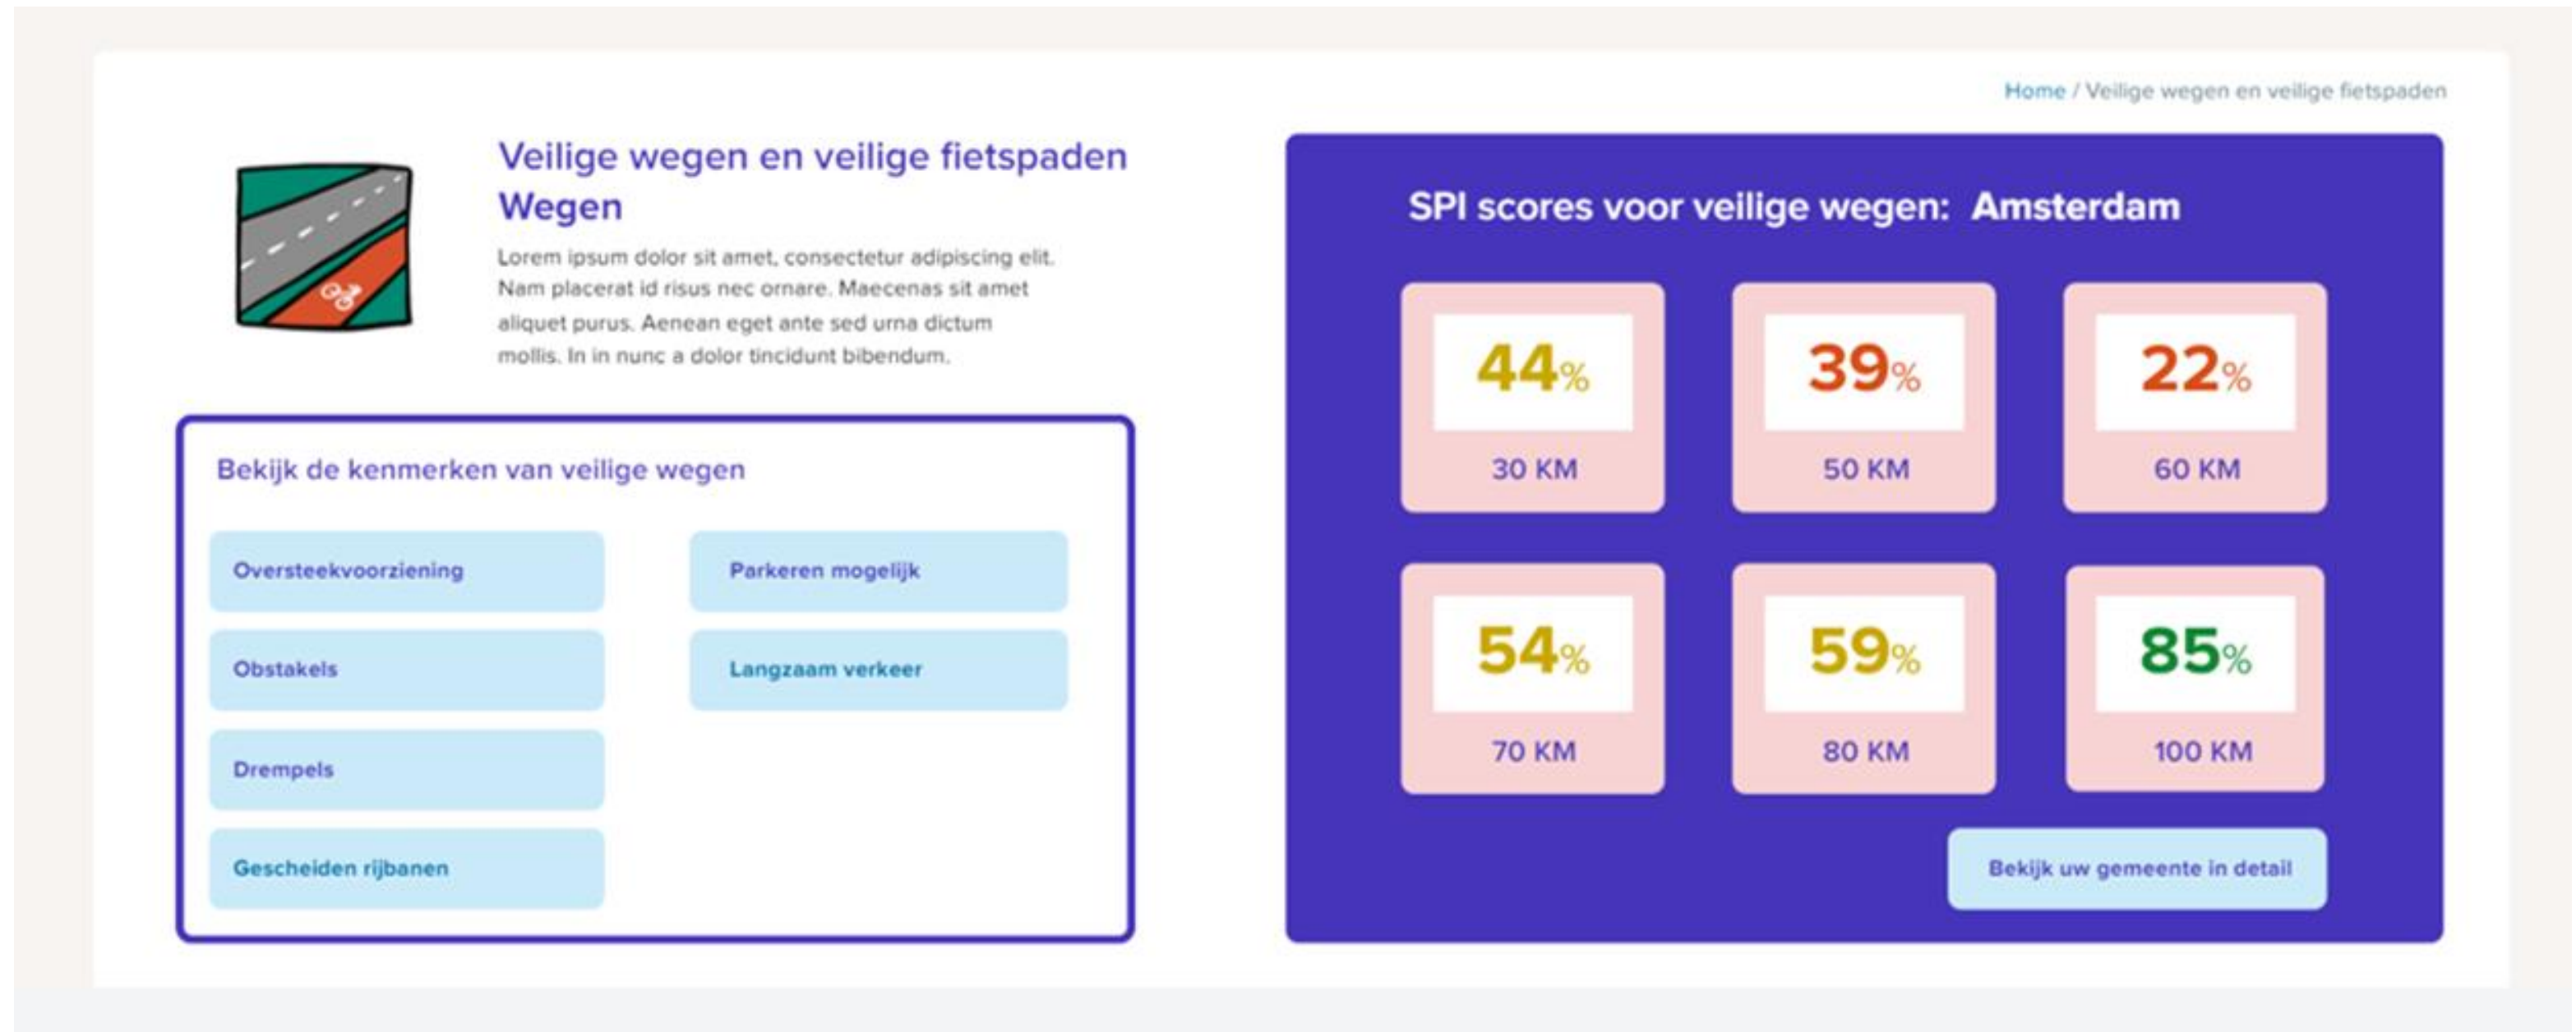 Home / Veilige wegen en veilige fietspaden
Veilige wegen en veilige fietspaden
Wegen
Lorem ipsum dolor sit amet, consectetur adipiscing elit.
Nam placerat id risus nec ornare. Maecenas sit amet
aliquet purus. Aenean eget ante sed urna dictum
mollis. In in nunc a dolor tincidunt bibendum.
Bekijk de kenmerken van veilige wegen
Oversteekvoorziening
Parkeren mogelijk
Obstakels
Langzaam verkeer
Drempels
Gescheiden rijbanen
SPI scores voor veilige wegen: Amsterdam
44% 39% 22%
30 KM 50 KM 60 KM
54% 59% 85%
70 KM 80 KM 100 KM
Bekijk uw gemeente in detail